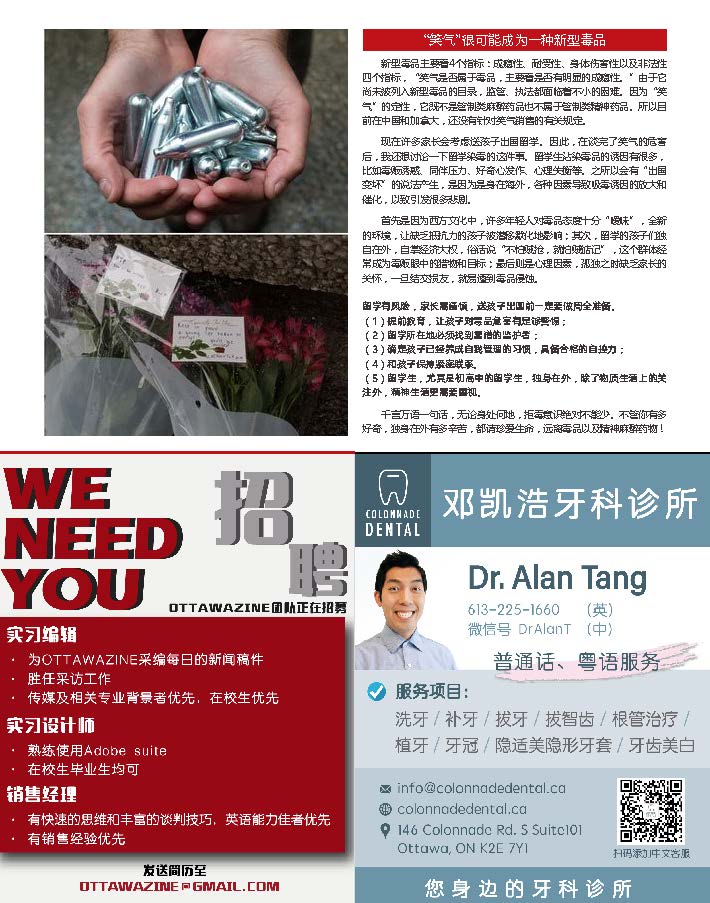 “笑气”很可能成为一种新型毒品
新型毒品主要看4个指标：成瘾性、耐受性、身体伤害性以及非法性
四个指标，“笑气是否属于毒品，主要是看是否有明显的成瘾性。”由于它
尚未被列入新型毒品的目录，监管、执法都面临着不小的困难。因为“笑
气”的定性，它既不是管制类麻醉药品也不属于管制类精神药品。所以目
前在中国和加拿大，还没有针对笑气销售的有关规定。
现在许多家长会考虑送孩子出国留学。因此，在谈完了笑气的危害
后，我还想讨论一下留学染毒的这件事。留学生沾染毒品的诱因有很多，
比如毒贩诱惑、同伴压力、好奇心发作、心理失衡等。之所以会有“出国
变坏”的说法产生，是因为是身在海外，各种因素导致吸毒诱因的放大和
催化，以致引发很多悲剧。
首先是因为西方文化中，许多年轻人对毒品态度十分“暧昧”，全新
的环境，让缺乏抵抗力的孩子被潜移默化地影响；其次，留学的孩子们独
自在外，自掌经济大权，俗话说“不怕贼抢，就怕贼惦记”，这个群体经
常成为毒贩眼中的猎物和目标；最后则是心理因素，孤独之时缺乏家长的
关怀，一旦结交损友，就易遭到毒品侵蚀。
留学有风险，家长需谨慎，送孩子出国前一定要做周全准备。
（1）提前教育，让孩子对毒品危害有足够警惕；
（2）留学所在地必须找到靠谱的监护者；
（3）确定孩子已经养成自我管理的习惯，具备合格的自控力；
（4）和孩子保持紧密联系。
（5）留学生，尤其是初高中的留学生，独身在外，除了物质生活上的关
注外，精神生活更需要重视。
千言万语一句话，无论身处何地，拒毒意识绝对不能少。不管你有多
好奇，独身在外有多辛苦，都请珍爱生命，远离毒品以及精神麻醉药物！
WE
NEED
YOU
招
聘
OTTAWAZINE团队正在招募
实习编辑
· 为OTTAWAZINE采编每日的新闻稿件
· 胜任采访工作
· 传媒及相关专业背景者优先，在校生优先
实习设计师
· 熟练使用Adobe suite
· 在校生毕业生均可
销售经理
· 有快速的思维和丰富的谈判技巧，英语能力佳者优先
· 有销售经验优先
发送简历至
OTTAWAZINE@GMAIL.COM
COLONNADE
DENTAL
邓凯浩牙科诊所
Dr. Alan Tang
613-225-1660 （英）
微信号 DrAlanT （中）
普通话、粤语服务
服务项目：
洗牙 / 补牙 / 拔牙 / 拔智齿 / 根管治疗 /
植牙 / 牙冠 / 隐适美隐形牙套 / 牙齿美白
info@colonnadedental.ca
colonnadedental.ca
146 Colonnade Rd. S Suite101
Ottawa, ON K2E 7Y1
扫码添加中文客服
您身边的牙科诊所